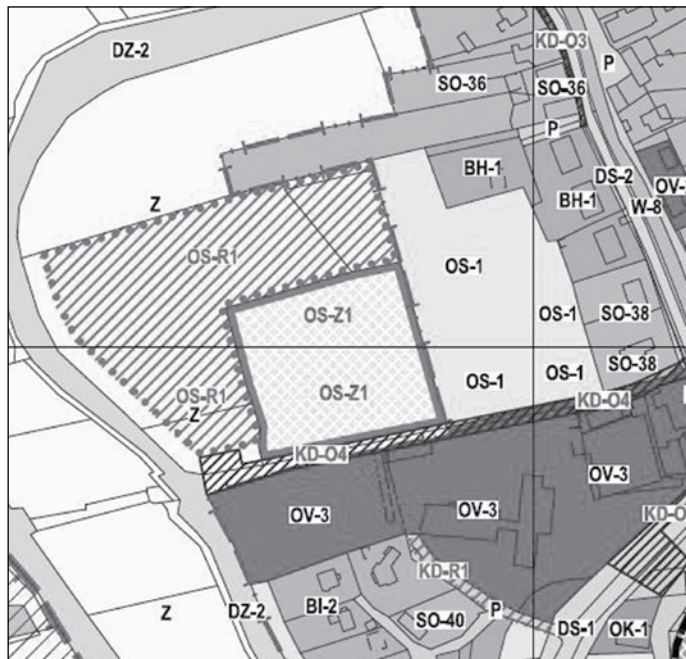 KD-O3
DZ-2
P
SO-36
SO-36
P
BH-1
DS-2
OV-
BH-1
W-8
Z
OS-R1
OS-1
OS-Z1
OS-1
SO-38
OS-R1
Z
OS-Z1
OS-1
OS-1
SO-38
KD-O4
KD-O4
OV-3
OV-3
OV-3
KD-O
KD-R1
Z
DZ-2
BI-2
SO-40
P
DS-1
OK-1